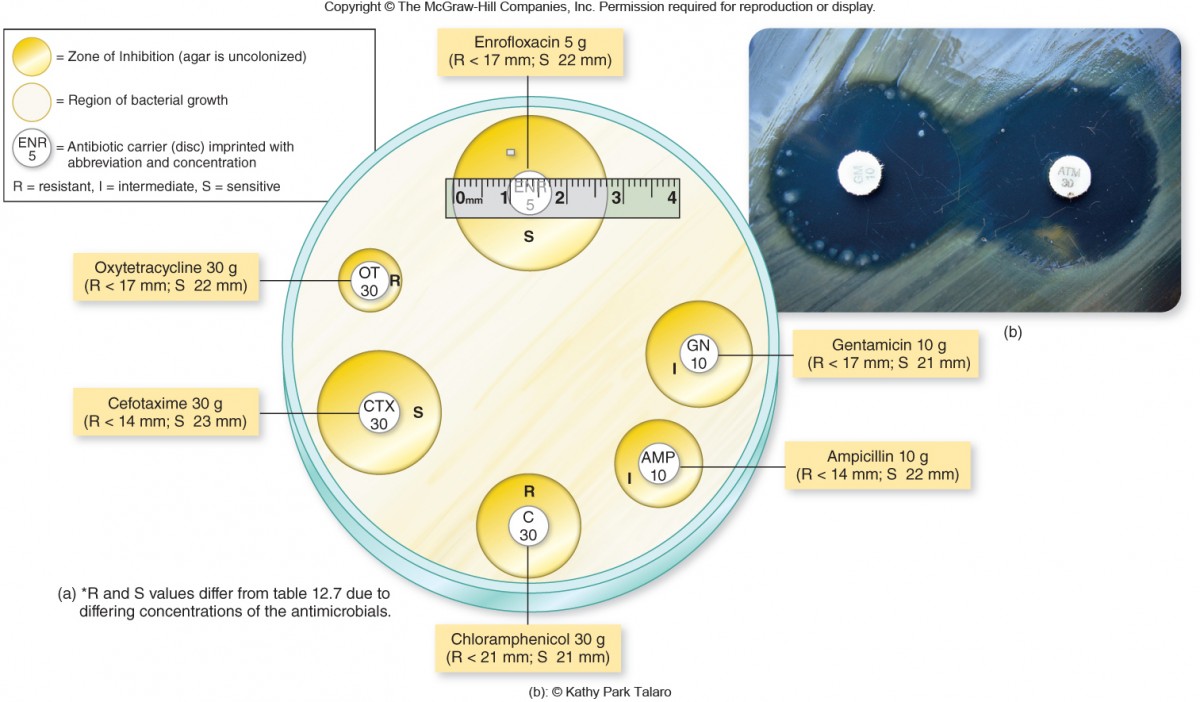 Copyright © The McGraw-Hill Companies, Inc. Permission required for reproduction or display.
= Zone of Inhibition (agar is uncolonized)
= Region of bacterial growth
ENR
5
= Antibiotic carrier (disc) imprinted with
abbreviation and concentration
R = resistant, I = intermediate, S = sensitive
Enrofloxacin 5 g
(R < 17 mm; S 22 mm)
0mm 1 2 3 4
ENR
5
S
Oxytetracycline 30 g
(R < 17 mm; S 22 mm)
OT
30
R
Cefotaxime 30 g
(R < 14 mm; S 23 mm)
CTX
30
S
R
C
30
Chloramphenicol 30 g
(R < 21 mm; S 21 mm)
AMP
10
I
Ampicillin 10 g
(R < 14 mm; S 22 mm)
GN
10
I
Gentamicin 10 g
(R < 17 mm; S 21 mm)
(a) *R and S values differ from table 12.7 due to
differing concentrations of the antimicrobials.
GM
10
ATM
30
(b)
(b): © Kathy Park Talaro